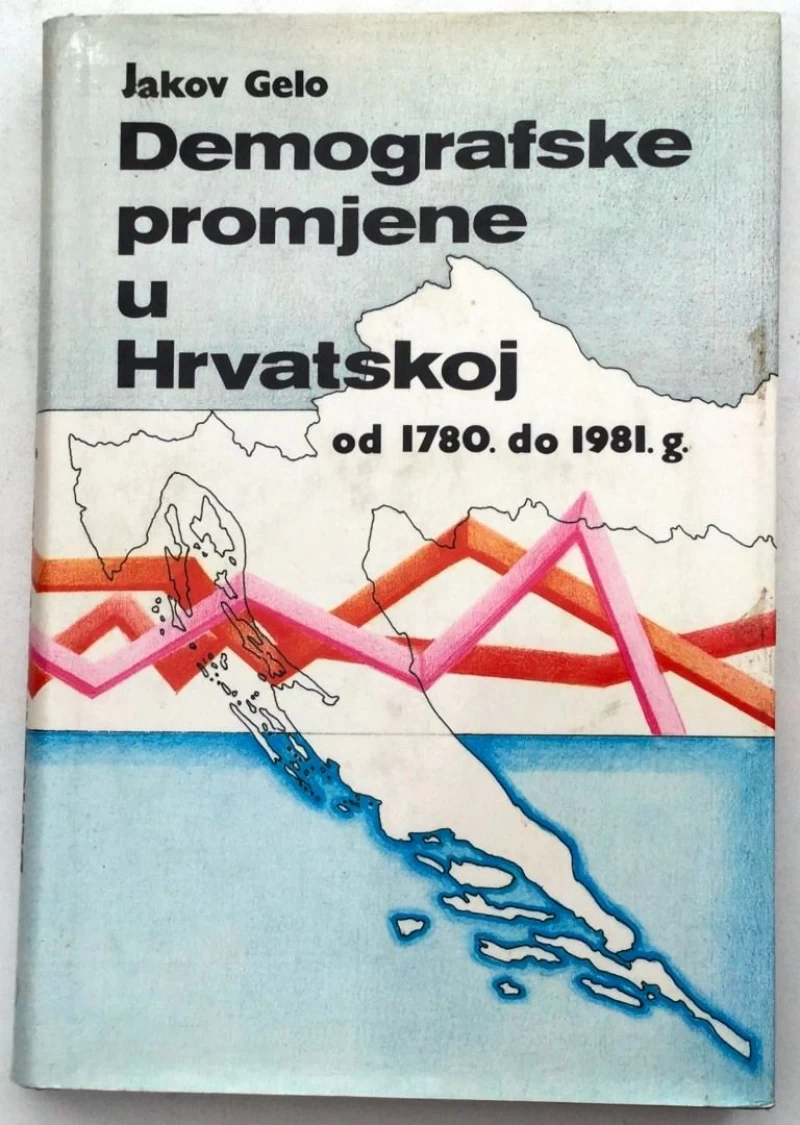 Jakov Gelo
Demografske
promjene
u
Hrvatskoj
od 1780. do 1981. g.